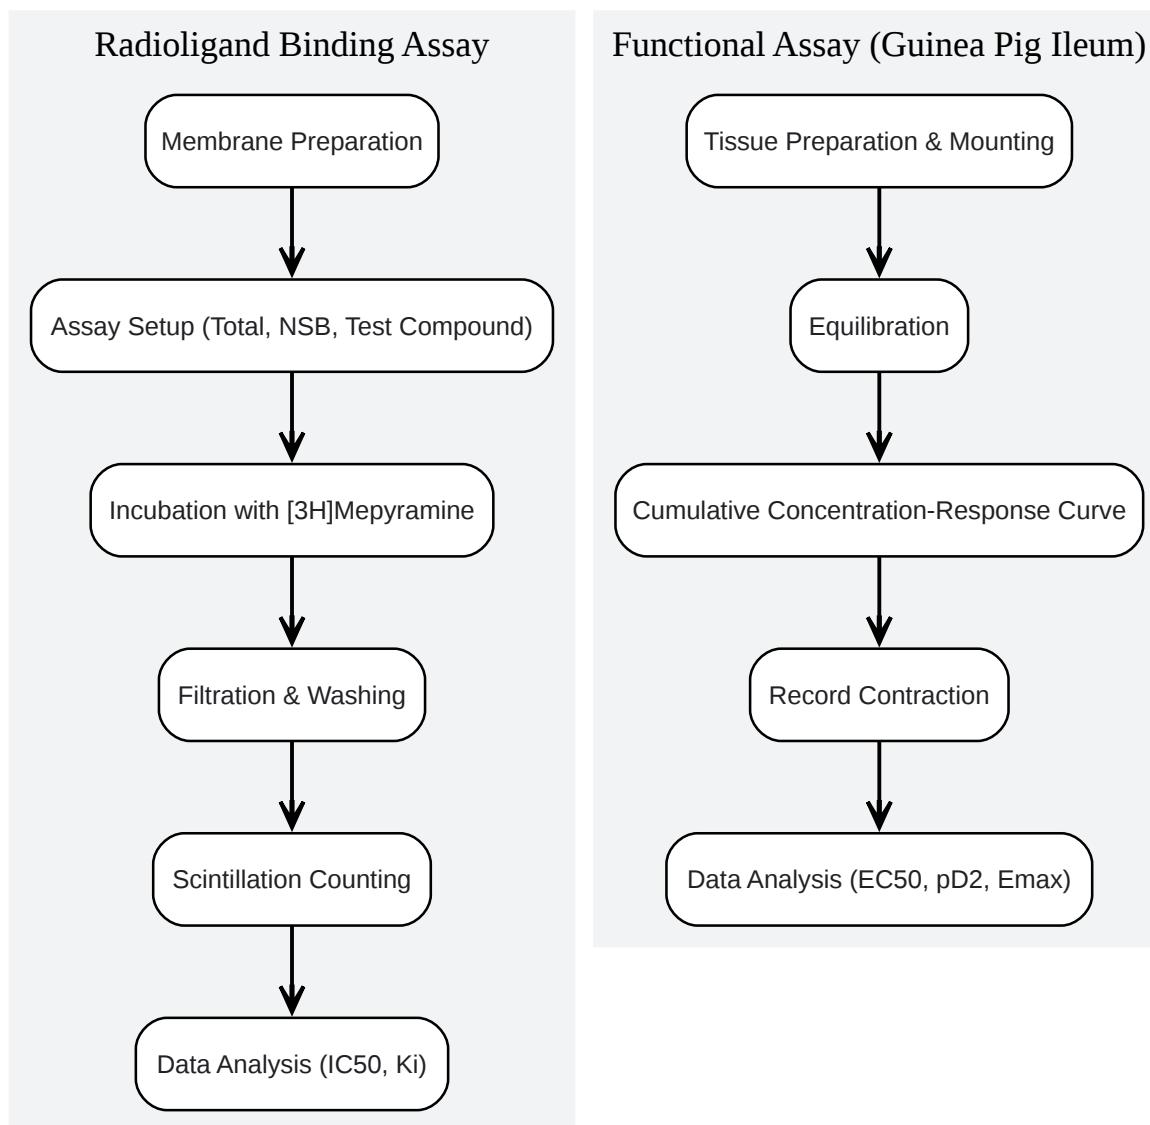 Radioligand Binding Assay
Membrane Preparation
Assay Setup (Total, NSB, Test Compound)
Incubation with [3H]Mepyramine
Filtration & Washing
Scintillation Counting
Data Analysis (IC50, Ki)
Functional Assay (Guinea Pig Ileum)
Tissue Preparation & Mounting
Equilibration
Cumulative Concentration-Response Curve
Record Contraction
Data Analysis (EC50, pD2, Emax)